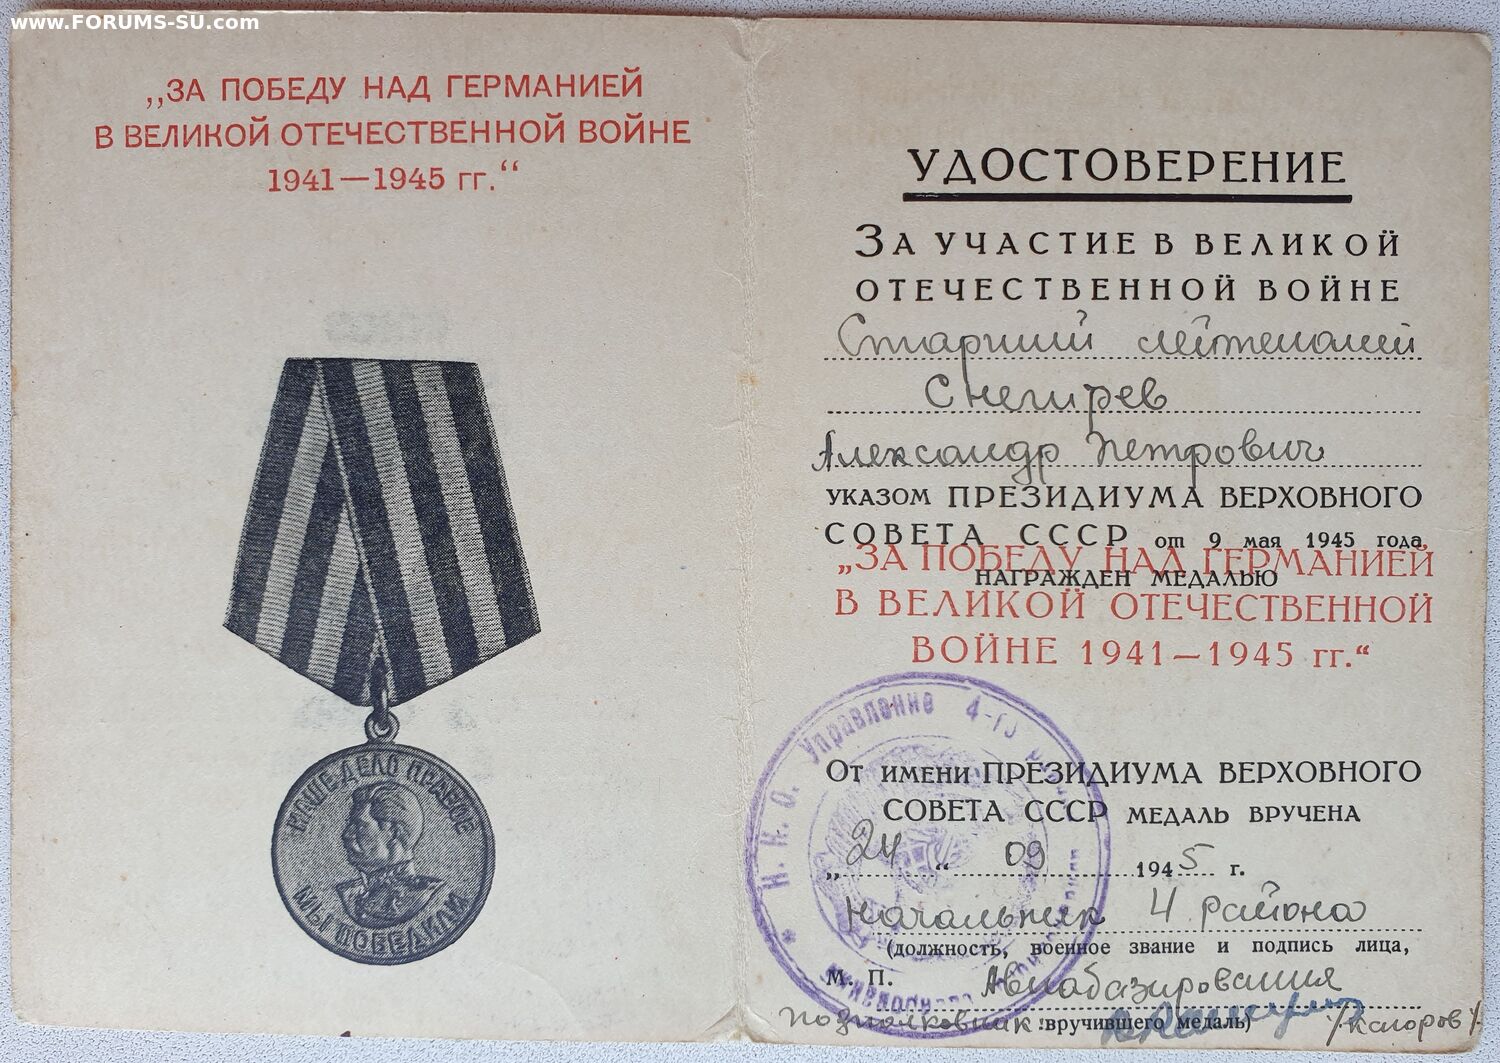 www.FORUMS-SU.com
„ЗА ПОБЕДУ НАД ГЕРМАНИЕЙ
В ВЕЛИКОЙ ОТЕЧЕСТВЕННОЙ ВОЙНЕ
1941—1945 гг.“
НАШЕ ДЕЛО ПРАВОЕ
МЫ ПОБЕДИЛИ
УДОСТОВЕРЕНИЕ
ЗА УЧАСТИЕ В ВЕЛИКОЙ
ОТЕЧЕСТВЕННОЙ ВОЙНЕ
Старший лейтенант
Снегирев
Александр Петрович
УКАЗОМ ПРЕЗИДИУМА ВЕРХОВНОГО
СОВЕТА СССР от 9 мая 1945 года
НАГРАЖДЕН МЕДАЛЬЮ
„ЗА ПОБЕДУ НАД ГЕРМАНИЕЙ
В ВЕЛИКОЙ ОТЕЧЕСТВЕННОЙ
ВОЙНЕ 1941—1945 гг.“
Н.К.О. Управление 4-го
ОТ ИМЕНИ ПРЕЗИДИУМА ВЕРХОВНОГО
СОВЕТА СССР МЕДАЛЬ ВРУЧЕНА
„24“ 09 1945 г.
Начальник 4 района
(должность, военное звание и подпись лица,
М. П. Авиабазирования
подполковник вручившего медаль)